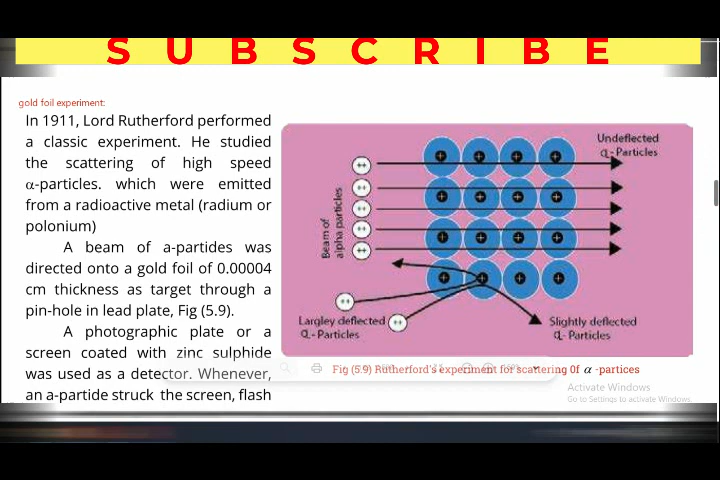 SUBSCRIBE
gold foil experiment:
In 1911, Lord Rutherford performed
a classic experiment. He studied
the scattering of high speed
α-particles. which were emitted
from a radioactive metal (radium or
polonium)
A beam of a-partides was
directed onto a gold foil of 0.00004
cm thickness as target through a
pin-hole in lead plate, Fig (5.9).
A photographic plate or a
screen coated with zinc sulphide
was used as a detector. Whenever,
an a-partide struck the screen, flash
Undeflected
α- Particles
Beam of
alpha particles
Largley deflected
α- Particles
Slightly deflected
α- Particles
Fig (5.9) Rutherford's experiment for scattering 0f α -partices
Activate Windows
Go to Settings to activate Windows.